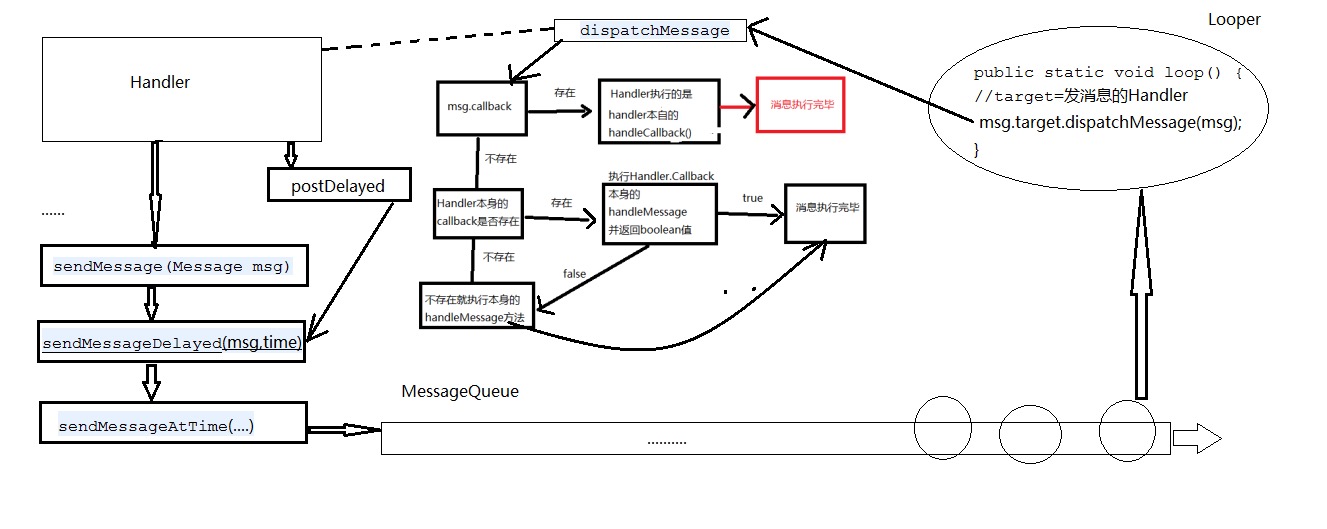 Looper
dispatchMessage
Handler
public static void loop() {
//target=发消息的Handler
msg.target.dispatchMessage(msg);
}
msg.callback
存在
Handler执行的是
handler本自的
handleCallback()
消息执行完毕
不存在
postDelayed
......
Handler本身的
callback是否存在
存在
执行Handler.Callback
本身的
handleMessage
并返回boolean值
true
消息执行完毕
不存在
false
sendMessage(Message msg)
不存在就执行本身的
handleMessage方法
sendMessageDelayed(msg,time)
MessageQueue
sendMessageAtTime(....)
..........